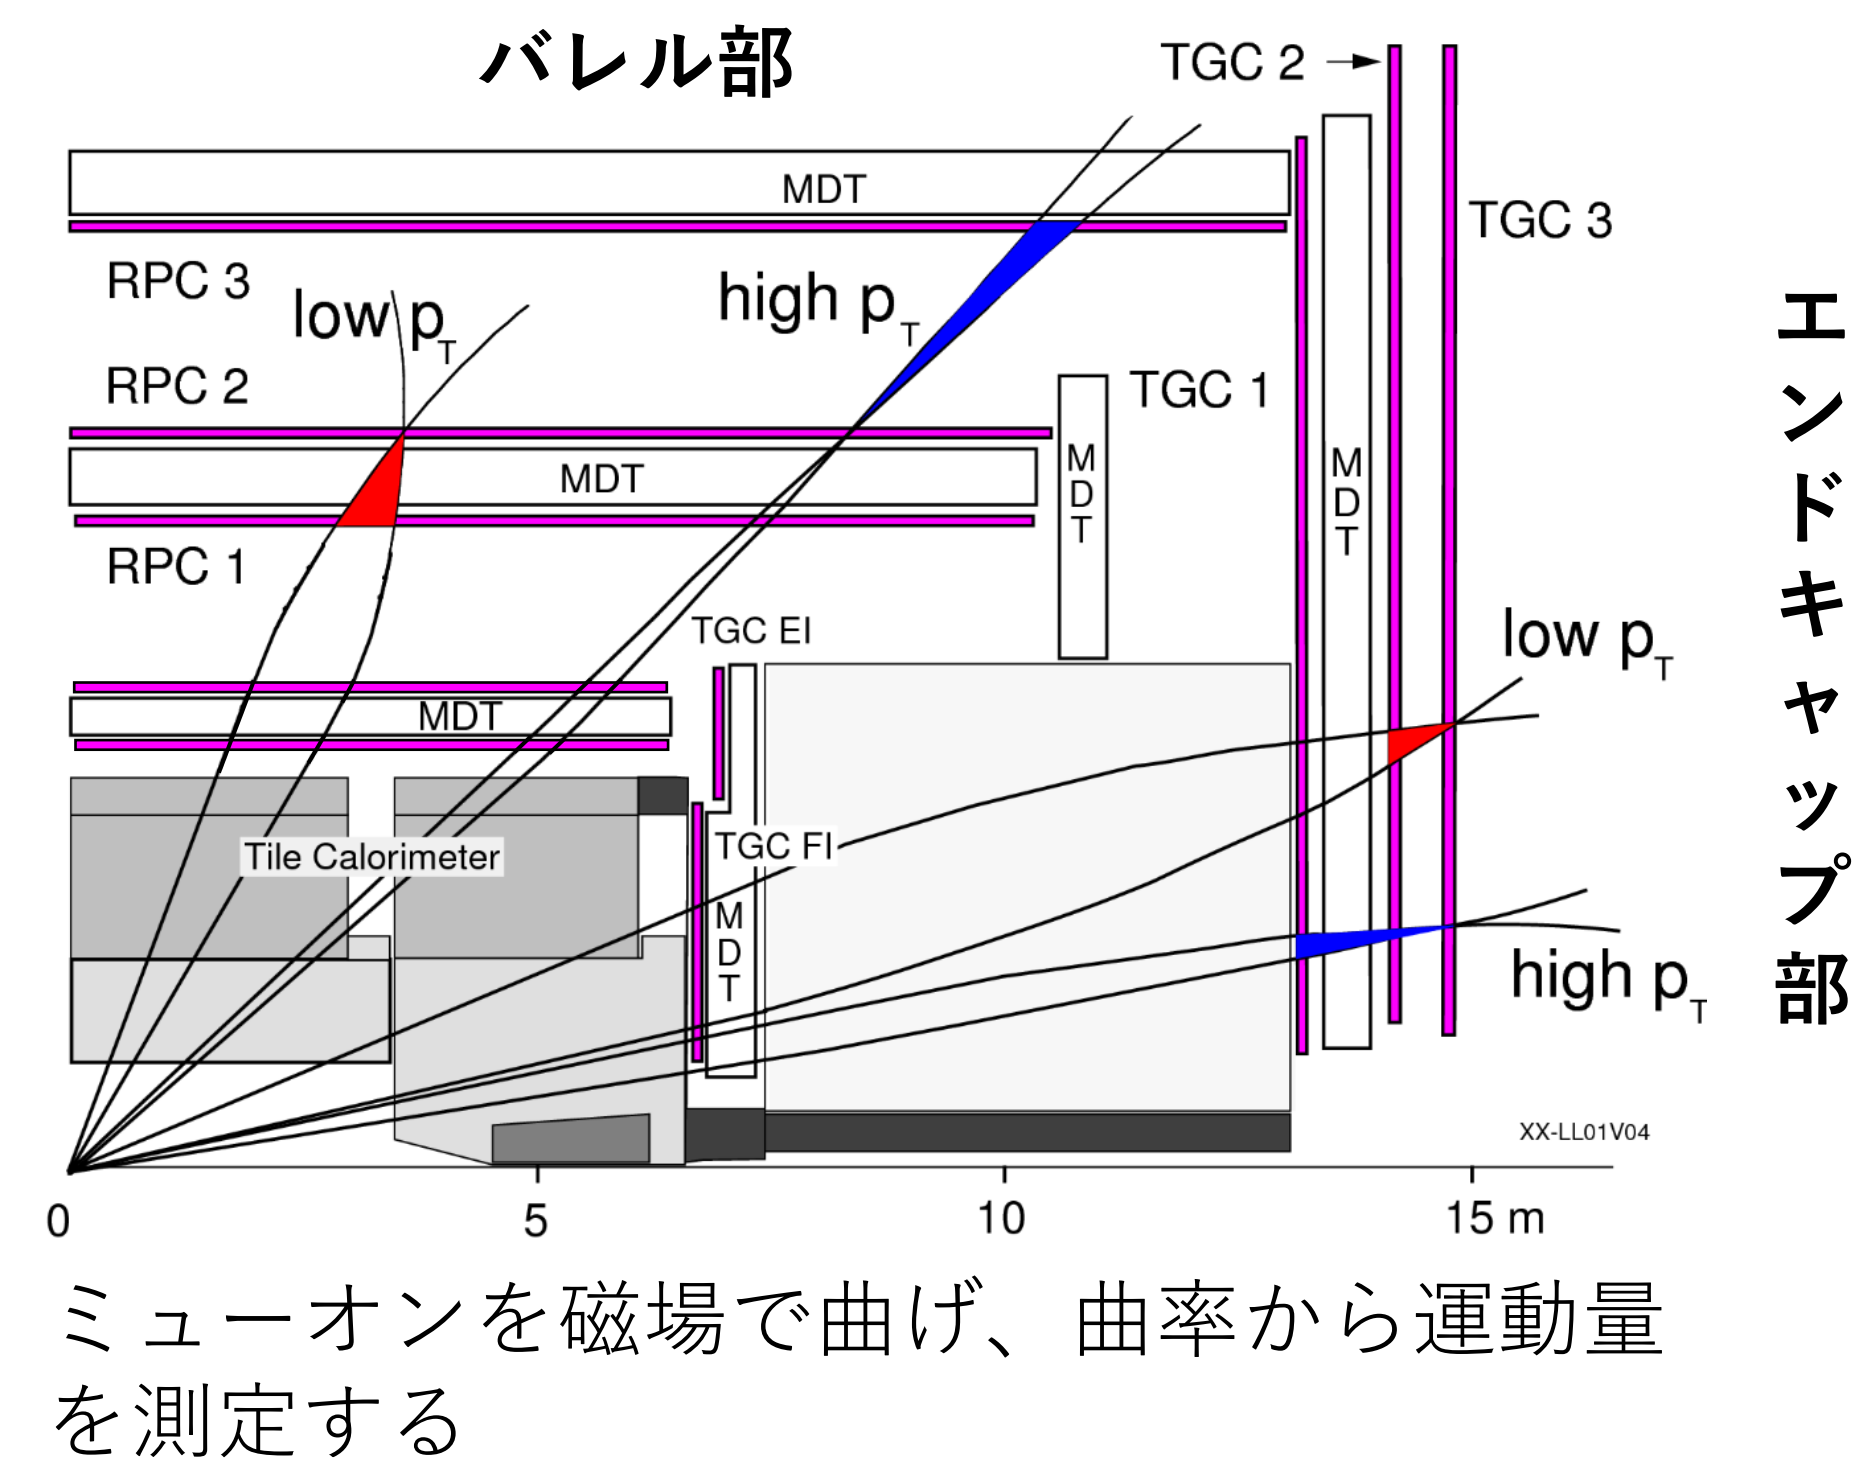 バレル部
TGC 2
MDT
TGC 3
RPC 3
low pT
high pT
RPC 2
TGC 1
MDT
MDT
MDT
RPC 1
TGC EI
low pT
MDT
TGC FI
Tile Calorimeter
MDT
high pT
エンドキャップ部
XX-LL01V04
0 5 10 15 m
ミューオンを磁場で曲げ、曲率から運動量
を測定する